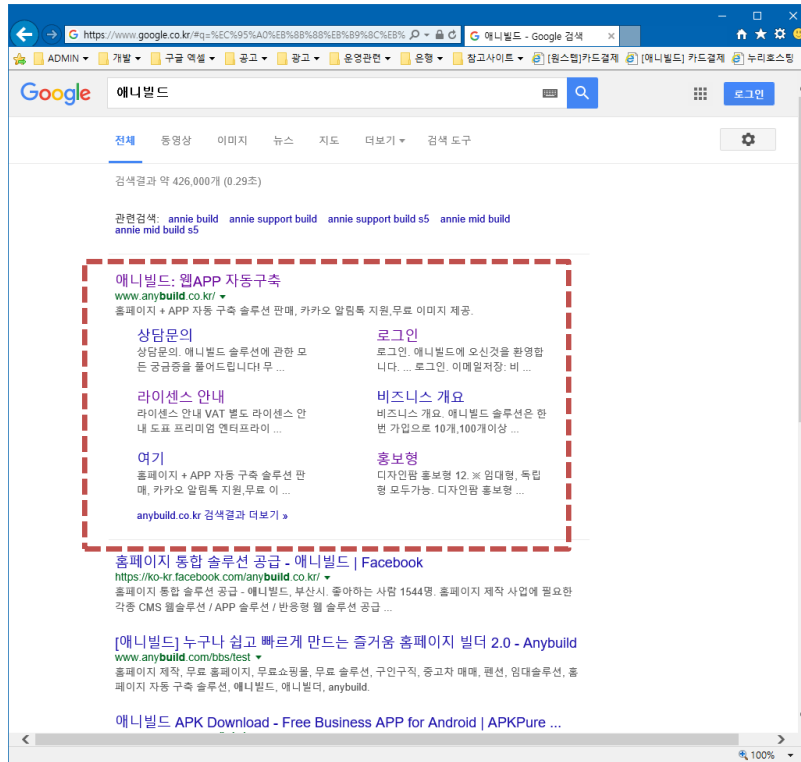 https://www.google.co.kr/#q=%EC%95%A0%EB%8B%88%EB%B9%8C%EB%
애니빌드 - Google 검색
ADMIN 개발 구글 엑셀 공고 광고 운영관련 은행 참고사이트 [원스텝]카드결제 [애니빌드] 카드결제 누리호스팅
Google 애니빌드 로그인
전체 동영상 이미지 뉴스 지도 더보기 검색 도구
검색결과 약 426,000개 (0.29초)
관련검색: annie build annie support build annie support build s5 annie mid build
annie mid build s5
애니빌드: 웹APP 자동구축
www.anybuild.co.kr/
홈페이지 + APP 자동 구축 솔루션 판매, 카카오 알림톡 지원,무료 이미지 제공.
상담문의
상담문의. 애니빌드 솔루션에 관한 모
든 궁금증을 풀어드립니다! 무 ...
로그인
로그인. 애니빌드에 오신것을 환영합
니다. ... 로그인. 이메일저장: 비 ...
라이센스 안내
라이센스 안내 VAT 별도 라이센스 안
내 도표 프리미엄 엔터프라이 ...
비즈니스 개요
비즈니스 개요. 애니빌드 솔루션은 한
번 가입으로 10개,100개이상 ...
여기
홈페이지 + APP 자동 구축 솔루션 판
매, 카카오 알림톡 지원,무료 이 ...
홍보형
디자인팜 홍보형 12. ※ 임대형, 독립
형 모두가능. 디자인팜 홍보형 ...
anybuild.co.kr 검색결과 더보기 »
홈페이지 통합 솔루션 공급 - 애니빌드 | Facebook
https://ko-kr.facebook.com/anybuild.co.kr/
홈페이지 통합 솔루션 공급 - 애니빌드, 부산시. 좋아하는 사람 1544명. 홈페이지 제작 사업에 필요한
각종 CMS 웹솔루션 / APP 솔루션 / 반응형 웹 솔루션 공급 ...
[애니빌드] 누구나 쉽고 빠르게 만드는 즐거움 홈페이지 빌더 2.0 - Anybuild
www.anybuild.com/bbs/test
홈페이지 제작, 무료 홈페이지, 무료쇼핑몰, 무료 솔루션, 구인구직, 중고차 매매, 펜션, 임대솔루션, 홈
페이지 자동 구축 솔루션, 애니빌드, 애니빌더, anybuild.
애니빌드 APK Download - Free Business APP for Android | APKPure ...
100%